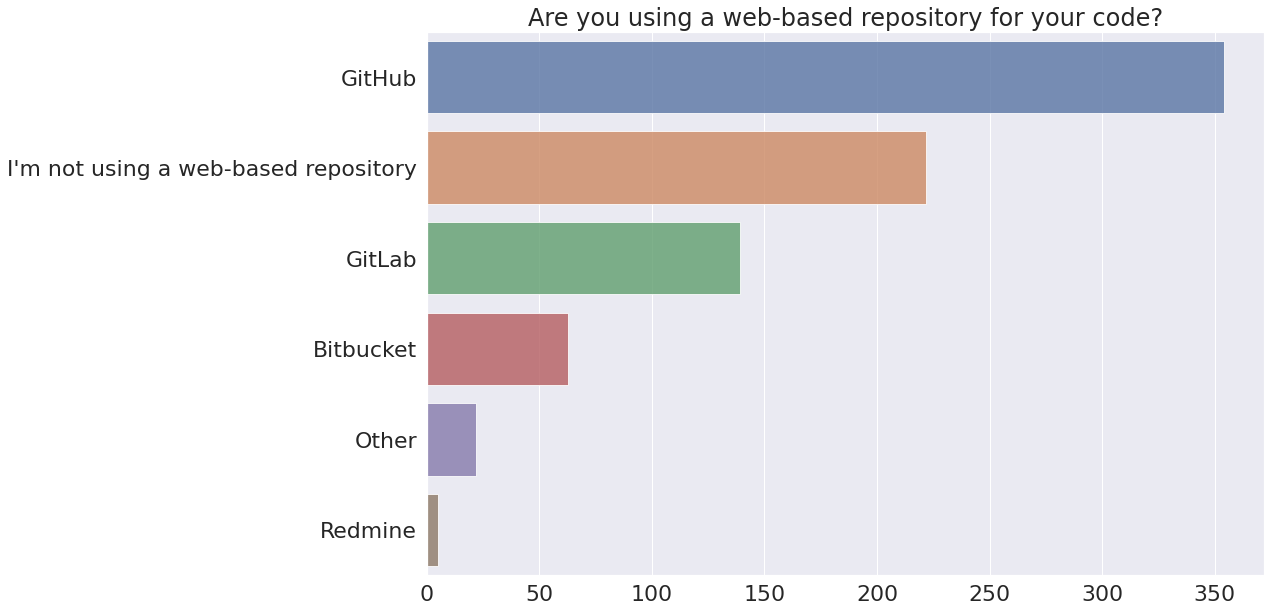 Are you using a web-based repository for your code?
GitHub
I'm not using a web-based repository
GitLab
Bitbucket
Other
Redmine
0 50 100 150 200 250 300 350